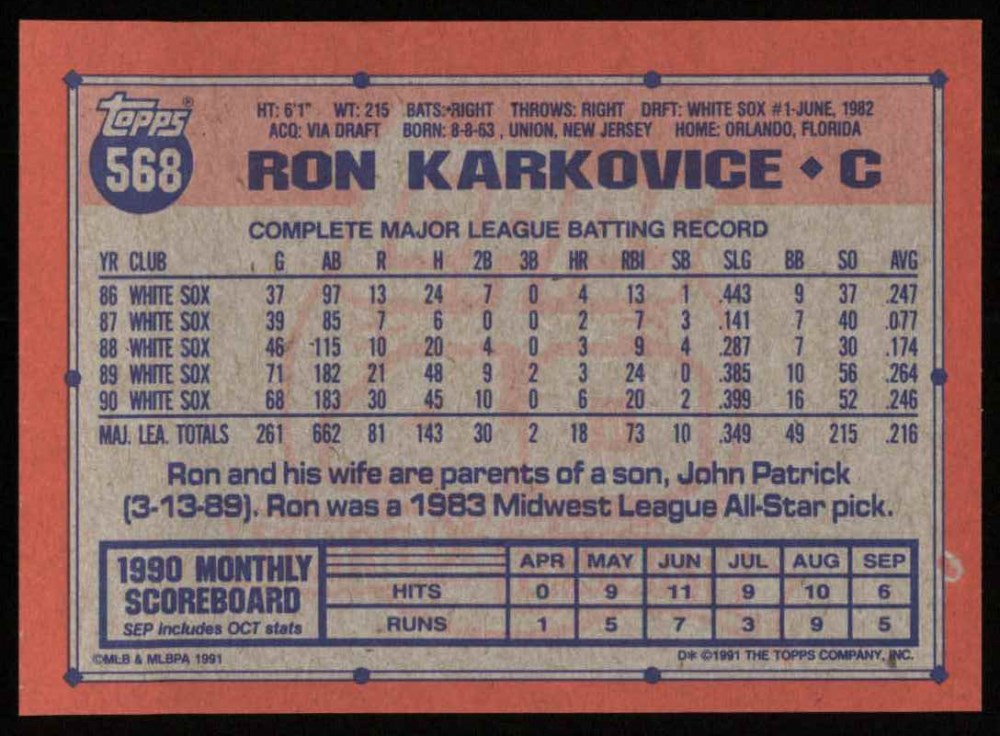 Topps®
568
HT: 6'1" WT: 215 BATS: RIGHT THROWS: RIGHT DRFT: WHITE SOX #1-JUNE, 1982
ACQ: VIA DRAFT BORN: 8-8-63, UNION, NEW JERSEY HOME: ORLANDO, FLORIDA
RON KARKOVICE ◆ C
COMPLETE MAJOR LEAGUE BATTING RECORD
YR CLUB G AB R H 2B 3B HR RBI SB SLG BB SO AVG
86 WHITE SOX 37 97 13 24 7 0 4 13 1 .443 9 37 .247
87 WHITE SOX 39 85 7 6 0 0 2 7 3 .141 7 40 .077
88 WHITE SOX 46 115 10 20 4 0 3 9 4 .287 7 30 .174
89 WHITE SOX 71 182 21 48 9 2 3 24 0 .385 10 56 .264
90 WHITE SOX 68 183 30 45 10 0 6 20 2 .399 16 52 .246
MAJ. LEA. TOTALS 261 662 81 143 30 2 18 73 10 .349 49 215 .216
Ron and his wife are parents of a son, John Patrick
(3-13-89). Ron was a 1983 Midwest League All-Star pick.
1990 MONTHLY
SCOREBOARD
SEP includes OCT stats
APR MAY JUN JUL AUG SEP
HITS 0 9 11 9 10 6
RUNS 1 5 7 3 9 5
©MLB & MLBPA 1991
D* ©1991 THE TOPPS COMPANY, INC.